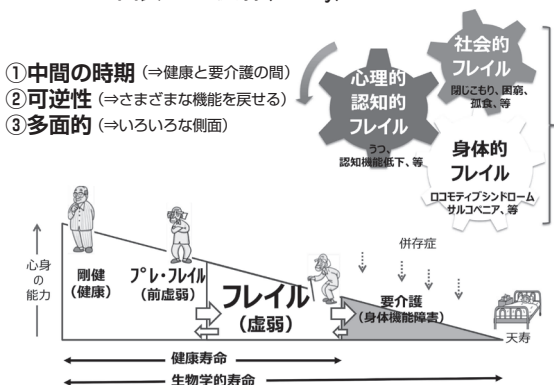 ①中間の時期（⇒健康と要介護の間）
②可逆性（⇒さまざまな機能を戻せる）
③多面的（⇒いろいろな側面）
社会的
フレイル
閉じこもり、困窮、
孤食、等
心理的
認知的
フレイル
うつ、
認知機能低下、等
身体的
フレイル
ロコモティブシンドローム
サルコペニア、等
心身
の
能力
剛健
（健康）
プレ・フレイル
（前虚弱）
フレイル
（虚弱）
併存症
要介護
（身体機能障害）
天寿
健康寿命
生物学的寿命